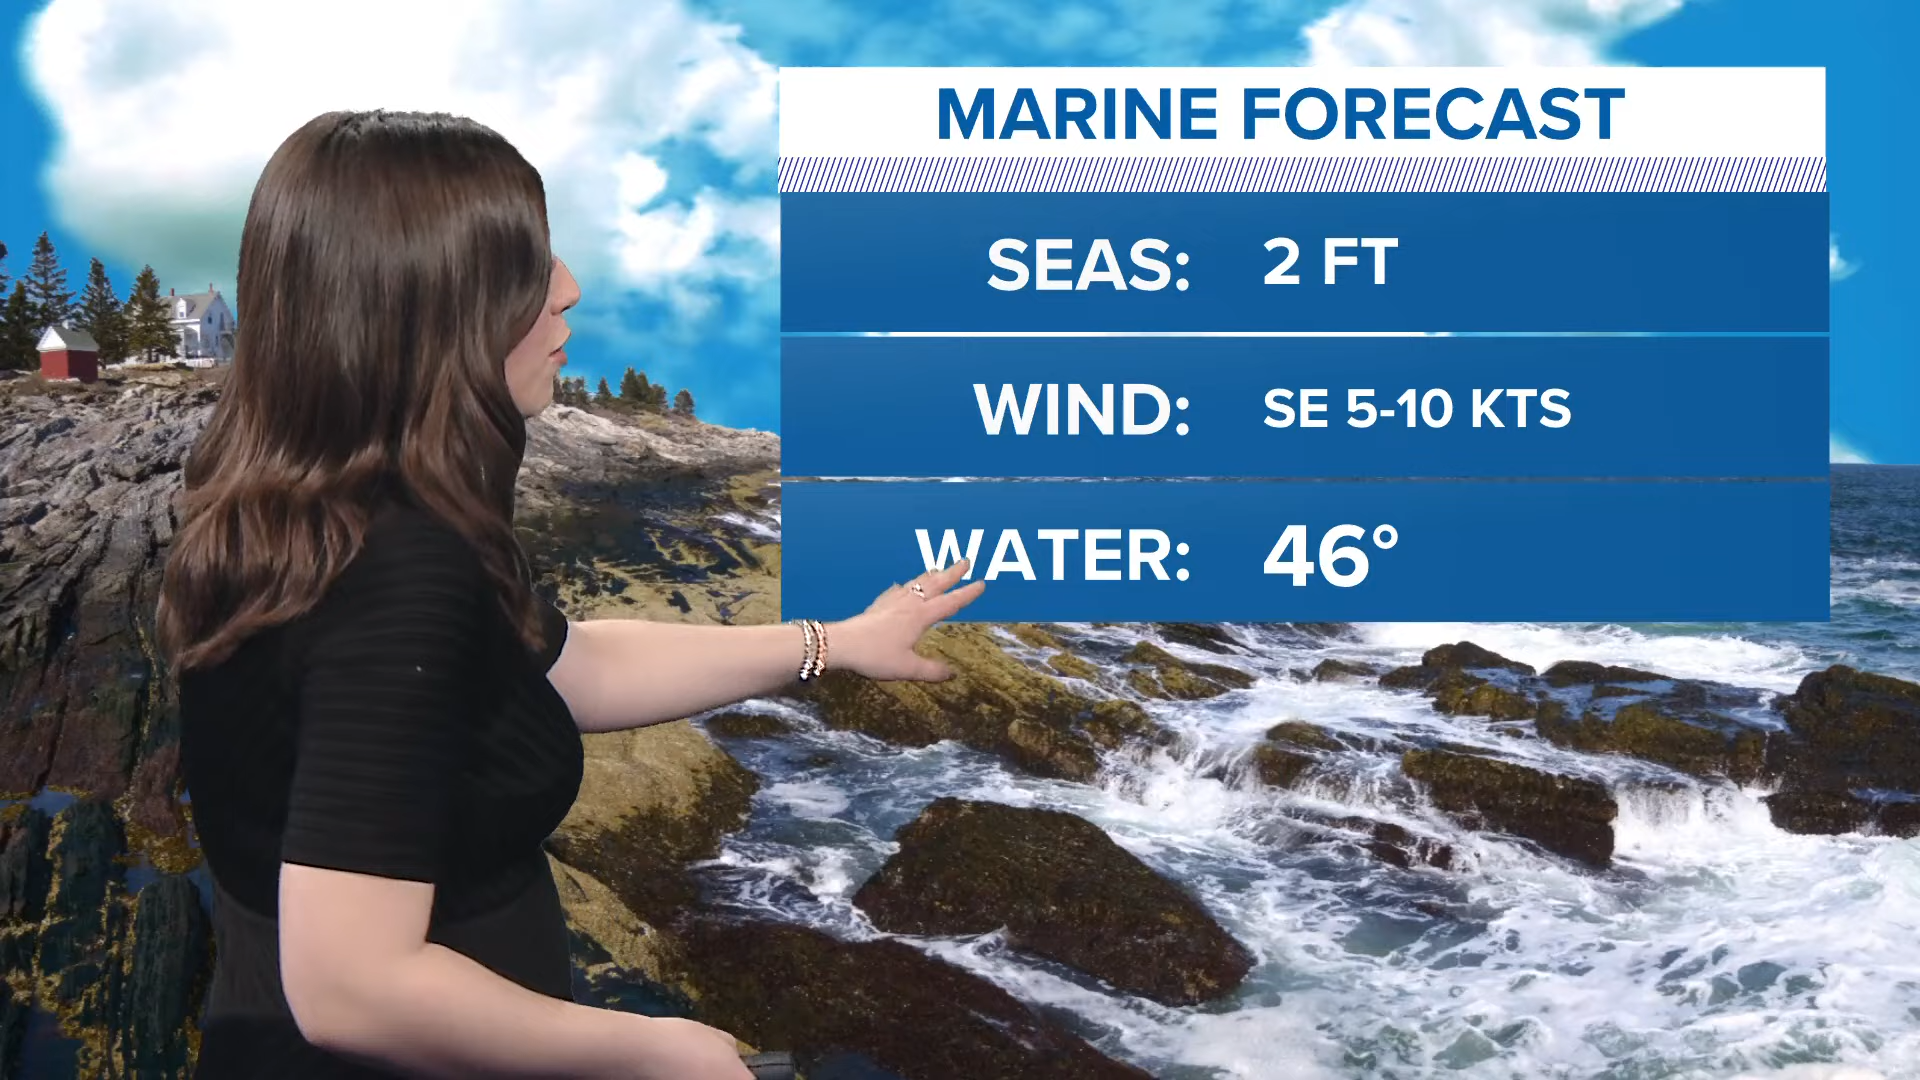 MARINE FORECAST
SEAS: 2 FT
WIND: SE 5-10 KTS
WATER: 46°